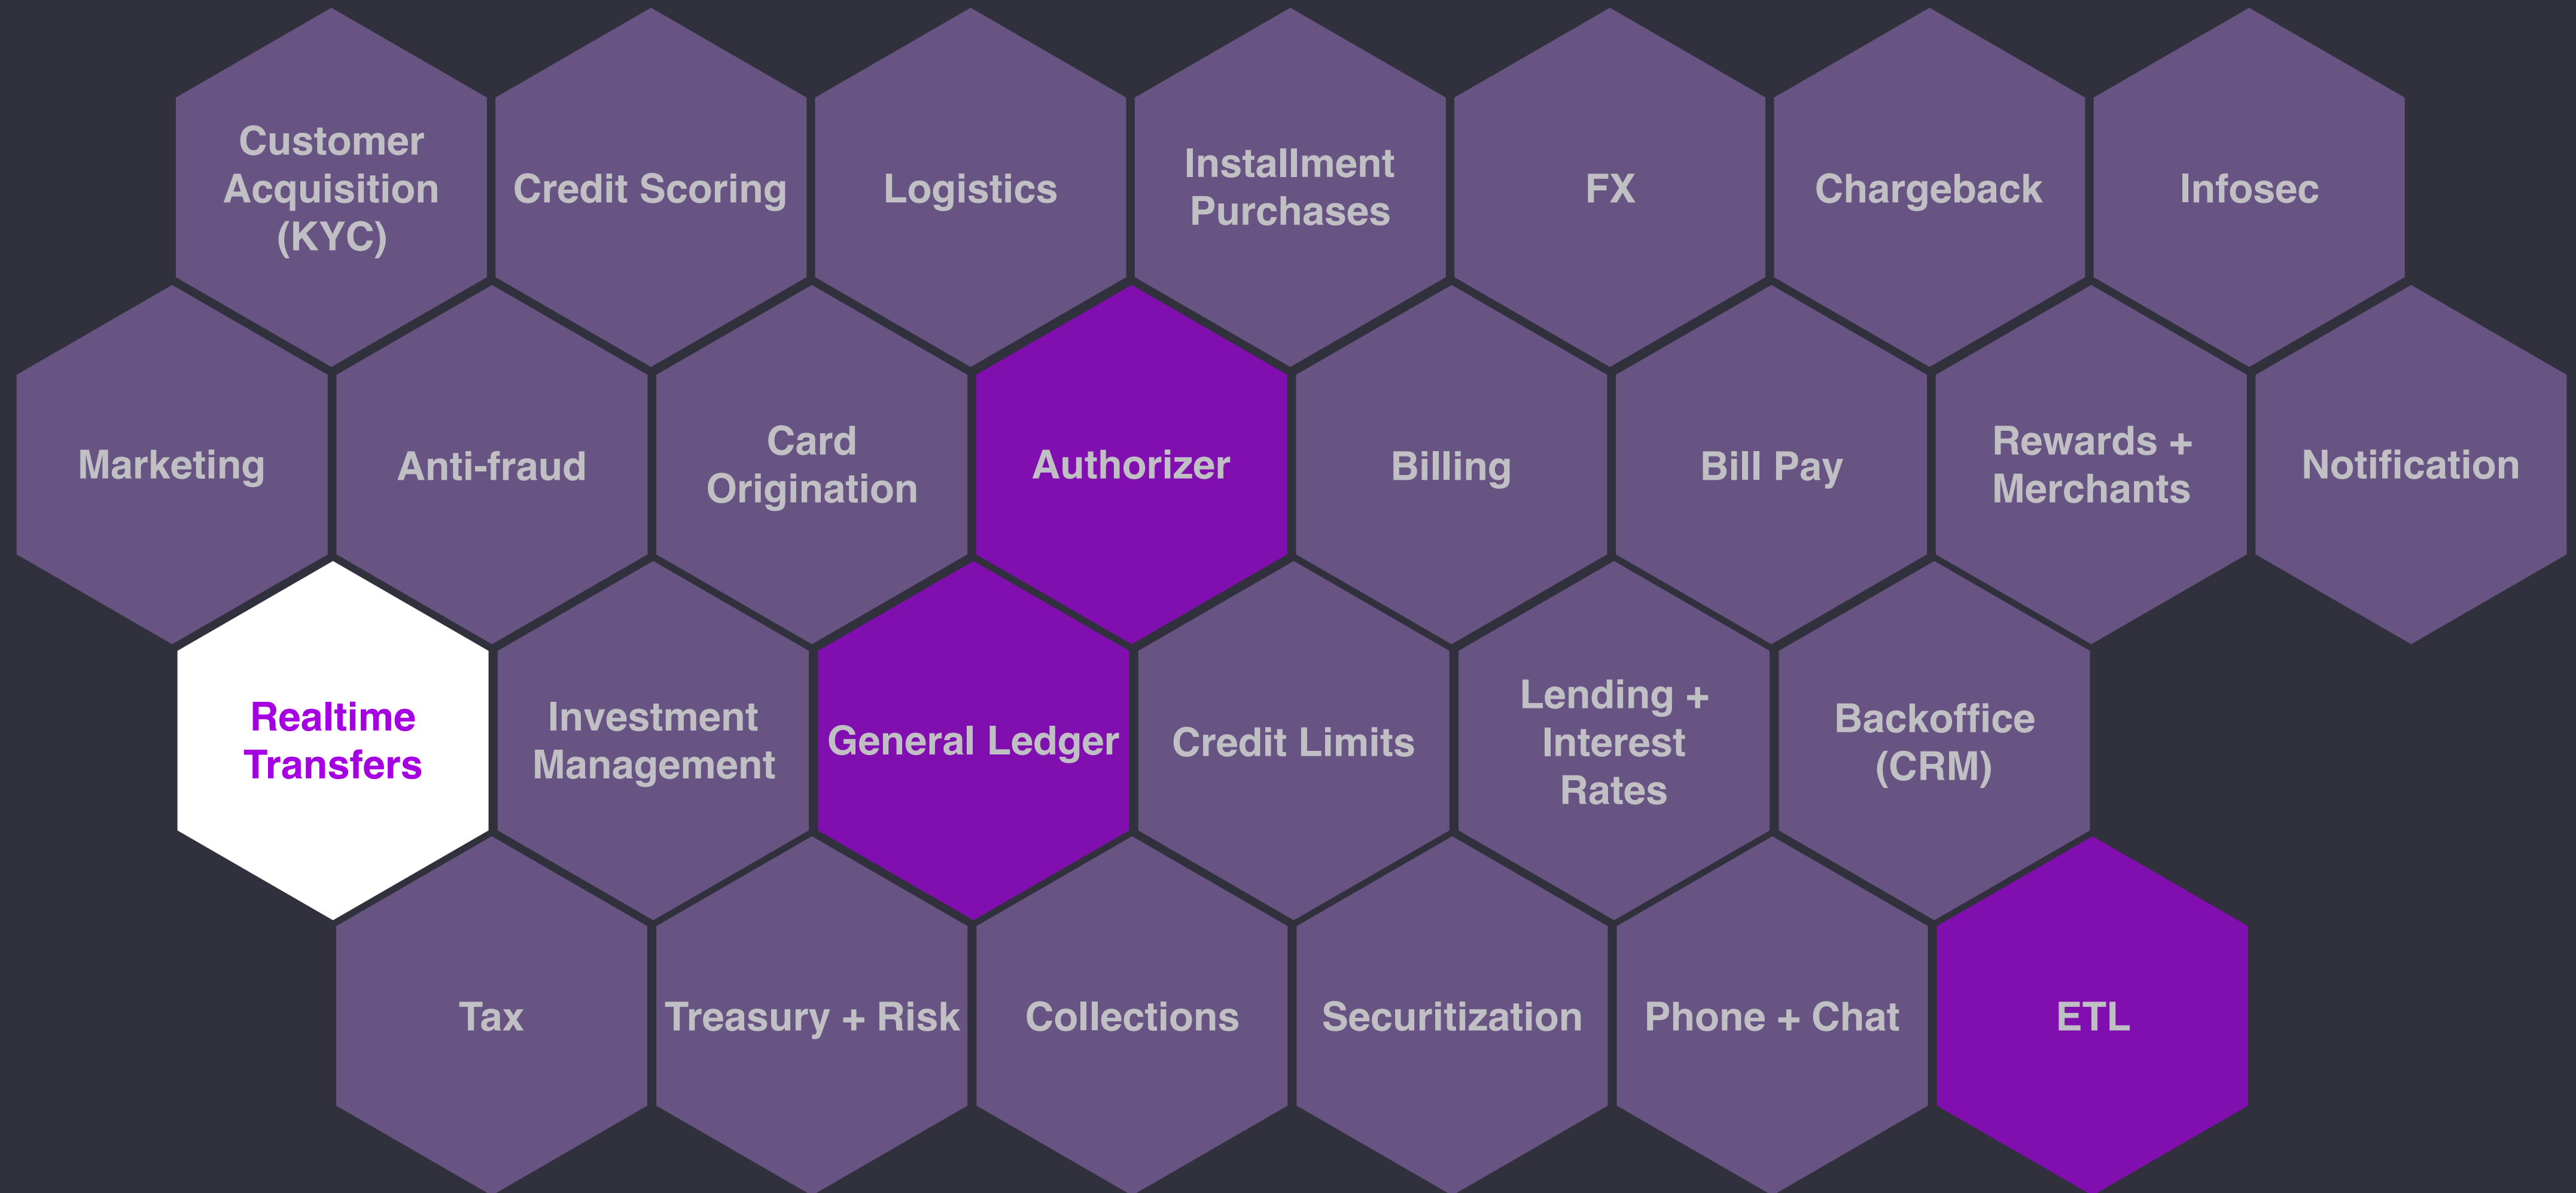 Customer
Acquisition
(KYC)
Credit Scoring
Logistics
Installment
Purchases
FX
Chargeback
Infosec
Marketing
Anti-fraud
Card
Origination
Authorizer
Billing
Bill Pay
Rewards +
Merchants
Notification
Realtime
Transfers
Investment
Management
General Ledger
Credit Limits
Lending +
Interest
Rates
Backoffice
(CRM)
Tax
Treasury + Risk
Collections
Securitization
Phone + Chat
ETL